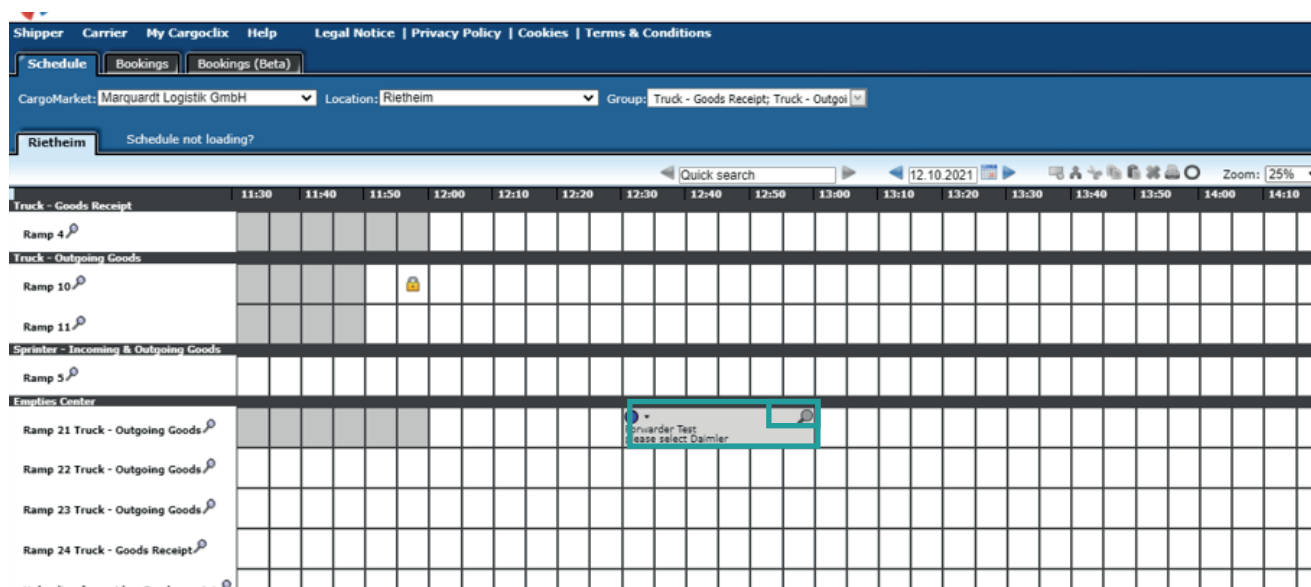 Shipper Carrier My Cargoclix Help Legal Notice | Privacy Policy | Cookies | Terms & Conditions
Schedule Bookings Bookings (Beta)
CargoMarket: Marquardt Logistik GmbH Location: Rietheim Group: Truck - Goods Receipt; Truck - Outgoi
Rietheim Schedule not loading?
Quick search 12.10.2021 Zoom: 25%
11:30 11:40 11:50 12:00 12:10 12:20 12:30 12:40 12:50 13:00 13:10 13:20 13:30 13:40 13:50 14:00 14:10
Truck - Goods Receipt
Ramp 4
Truck - Outgoing Goods
Ramp 10
Ramp 11
Sprinter - Incoming & Outgoing Goods
Ramp 5
Empties Center
Ramp 21 Truck - Outgoing Goods
Forwarder Test
please select Daimler
Ramp 22 Truck - Outgoing Goods
Ramp 23 Truck - Outgoing Goods
Ramp 24 Truck - Goods Receipt